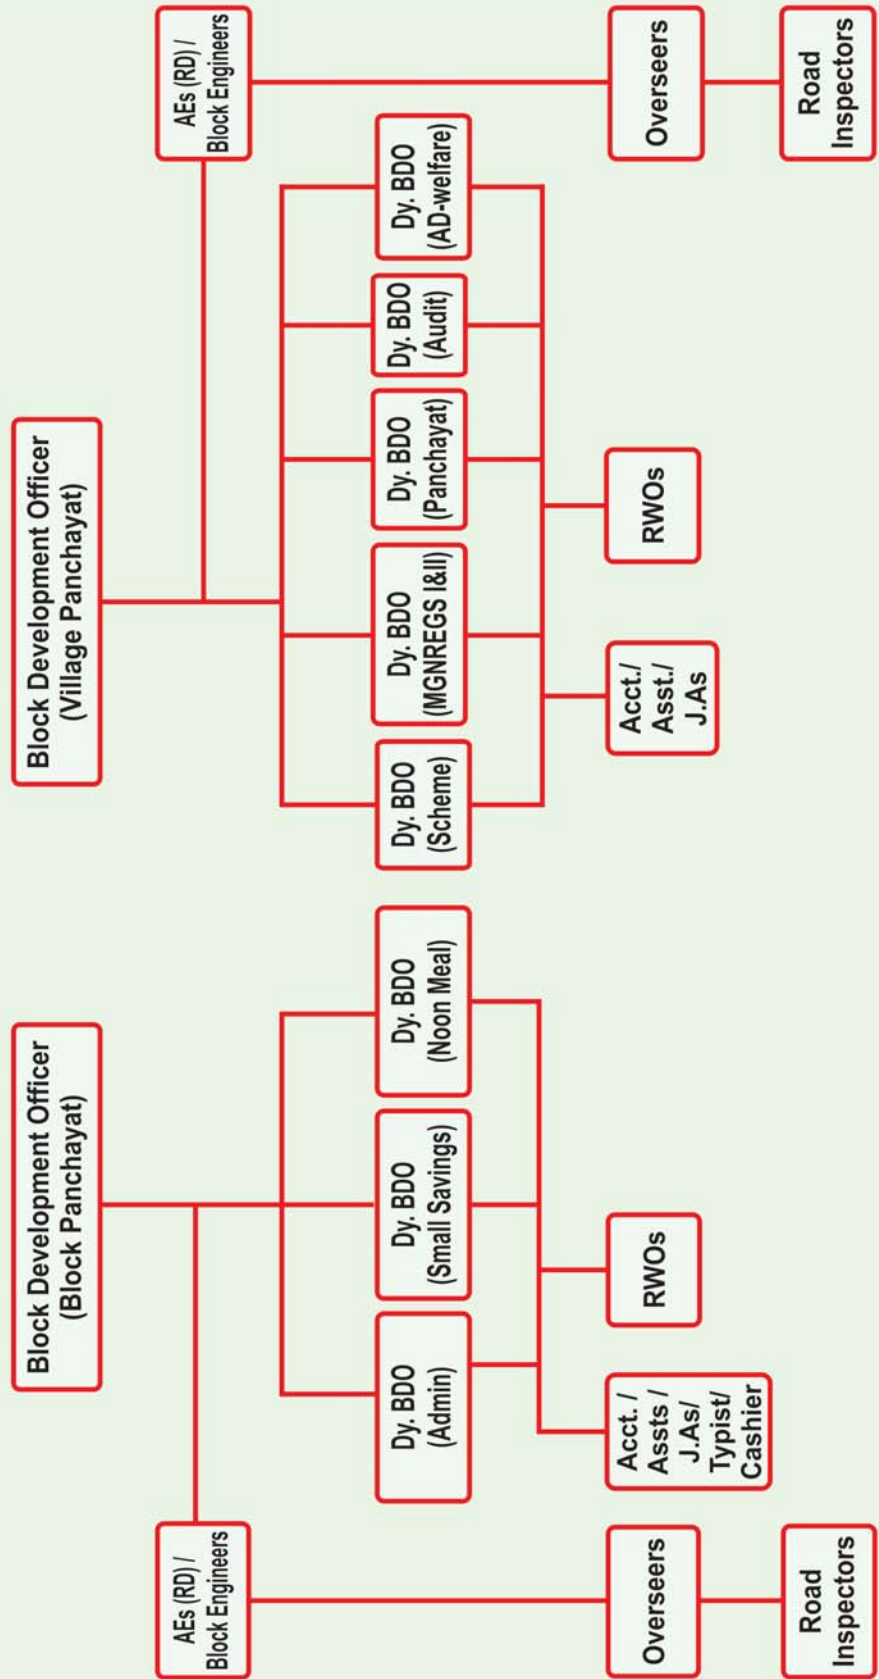 Block Development Officer
(Block Panchayat)
AEs (RD) /
Block Engineers
Dy. BDO
(Admin)
Dy. BDO
(Small Savings)
Dy. BDO
(Noon Meal)
Overseers
Acct. /
Assts /
J.As/
Typist/
Cashier
RWOs
Road
Inspectors
Block Development Officer
(Village Panchayat)
AEs (RD) /
Block Engineers
Dy. BDO
(Scheme)
Dy. BDO
(MGNREGS I&II)
Dy. BDO
(Panchayat)
Dy. BDO
(Audit)
Dy. BDO
(AD-welfare)
Acct./
Asst./
J.As
RWOs
Overseers
Road
Inspectors